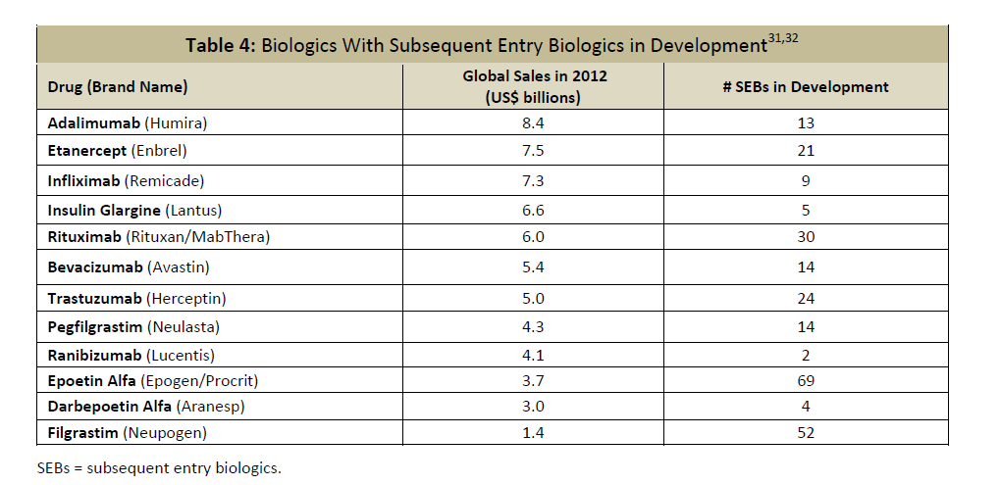 Table 4: Biologics With Subsequent Entry Biologics in Development31,32
Drug (Brand Name) Global Sales in 2012 (US$ billions) # SEBs in Development
Adalimumab (Humira) 8.4 13
Etanercept (Enbrel) 7.5 21
Infliximab (Remicade) 7.3 9
Insulin Glargine (Lantus) 6.6 5
Rituximab (Rituxan/MabThera) 6.0 30
Bevacizumab (Avastin) 5.4 14
Trastuzumab (Herceptin) 5.0 24
Pegfilgrastim (Neulasta) 4.3 14
Ranibizumab (Lucentis) 4.1 2
Epoetin Alfa (Epogen/Procrit) 3.7 69
Darbepoetin Alfa (Aranesp) 3.0 4
Filgrastim (Neupogen) 1.4 52
SEBs = subsequent entry biologics.